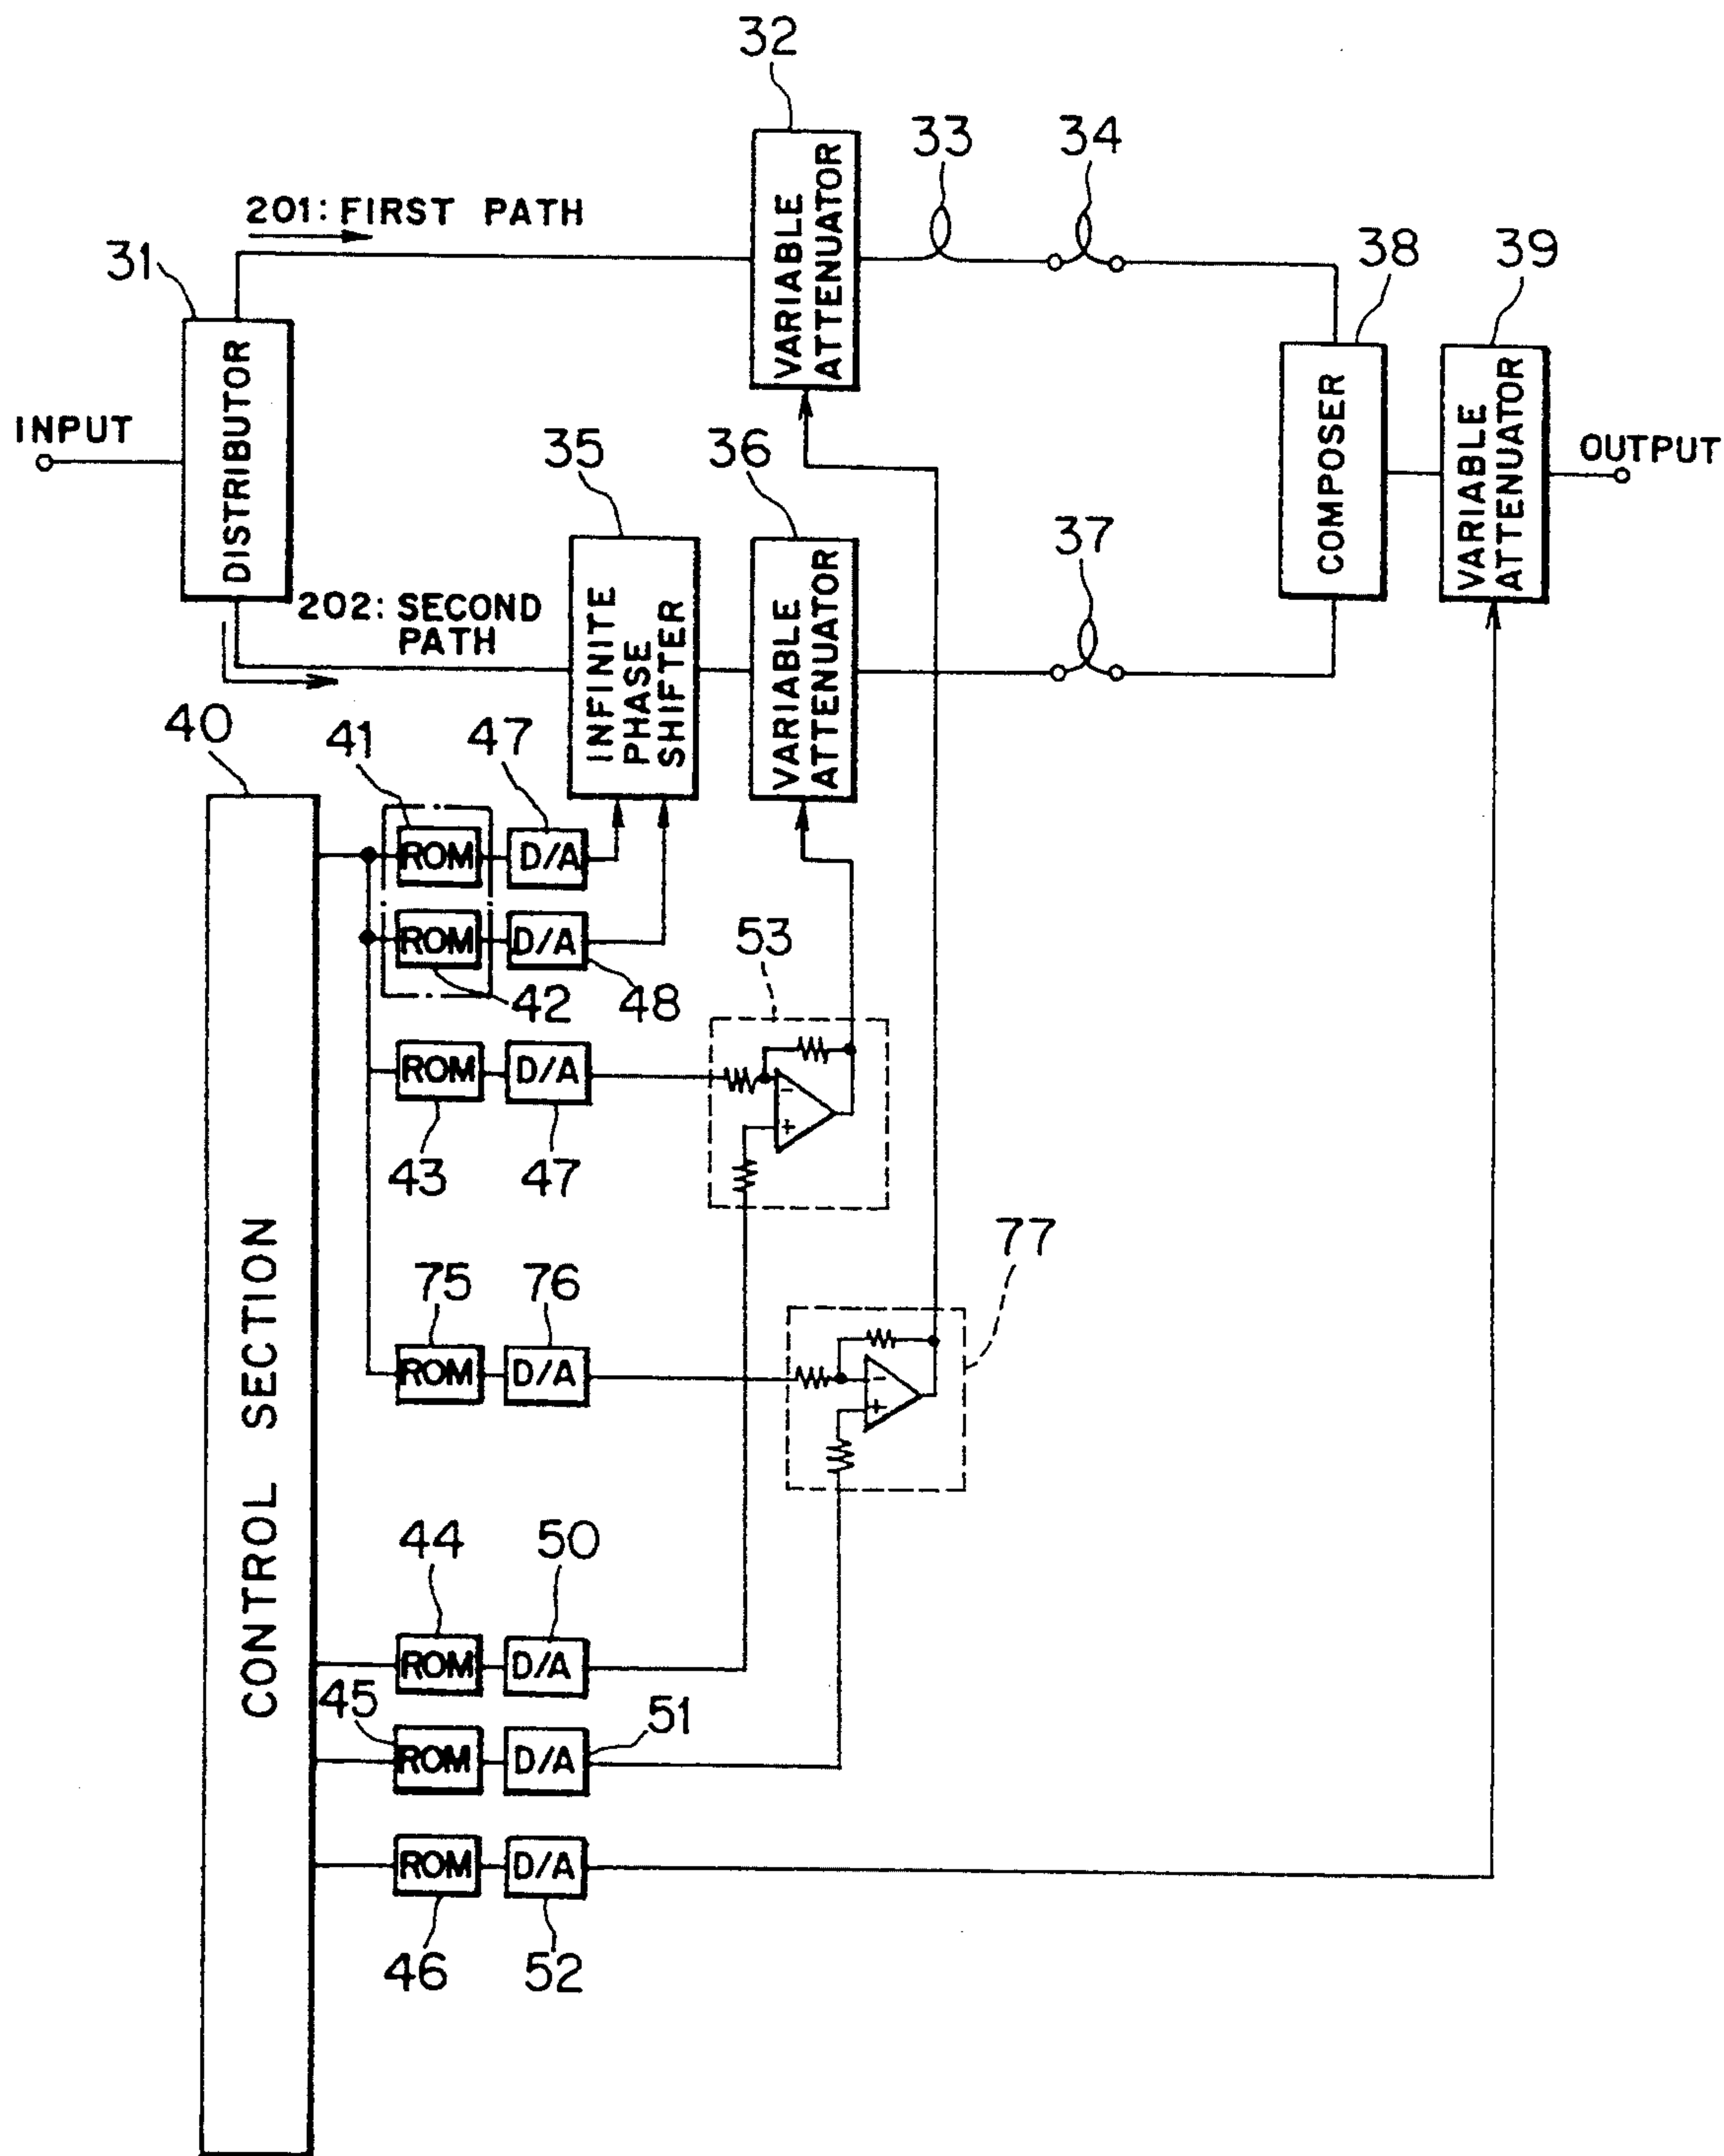 32
33
34
201: FIRST PATH
31
38
39
VARIABLE
ATTENUATOR
DISTRIBUTOR
INPUT
35
36
37
COMPOSER
VARIABLE
ATTENUATOR
OUTPUT
202: SECOND
PATH
INFINITE
PHASE
SHIFTER
VARIABLE
ATTENUATOR
40
41
47
ROM
D/A
ROM
D/A
42
48
53
ROM
D/A
-
+
43
47
77
75
76
ROM
D/A
-
+
CONTROL SECTION
44
50
ROM
D/A
45
51
ROM
D/A
ROM
D/A
46
52